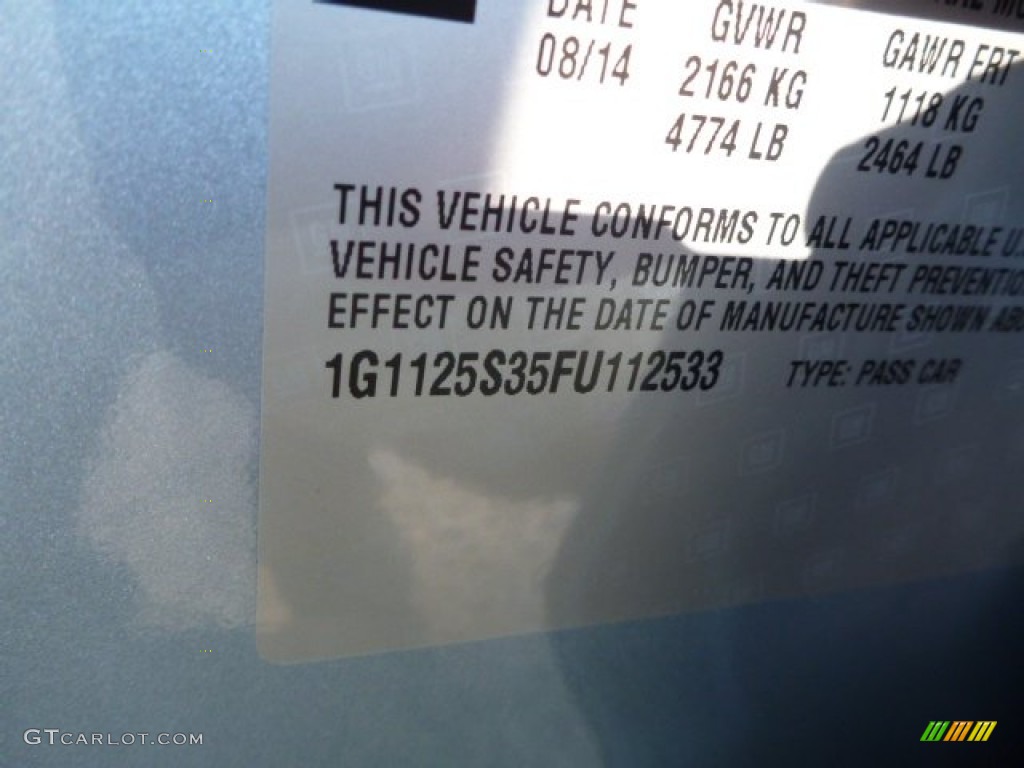 DATE GVWR GAWR FRT
08/14 2166 KG 1118 KG
4774 LB 2464 LB
THIS VEHICLE CONFORMS TO ALL APPLICABLE U.
VEHICLE SAFETY, BUMPER, AND THEFT PREVENTIO
EFFECT ON THE DATE OF MANUFACTURE SHOWN ABO
1G1125S35FU112533 TYPE: PASS CAR
GTCARLOT.COM